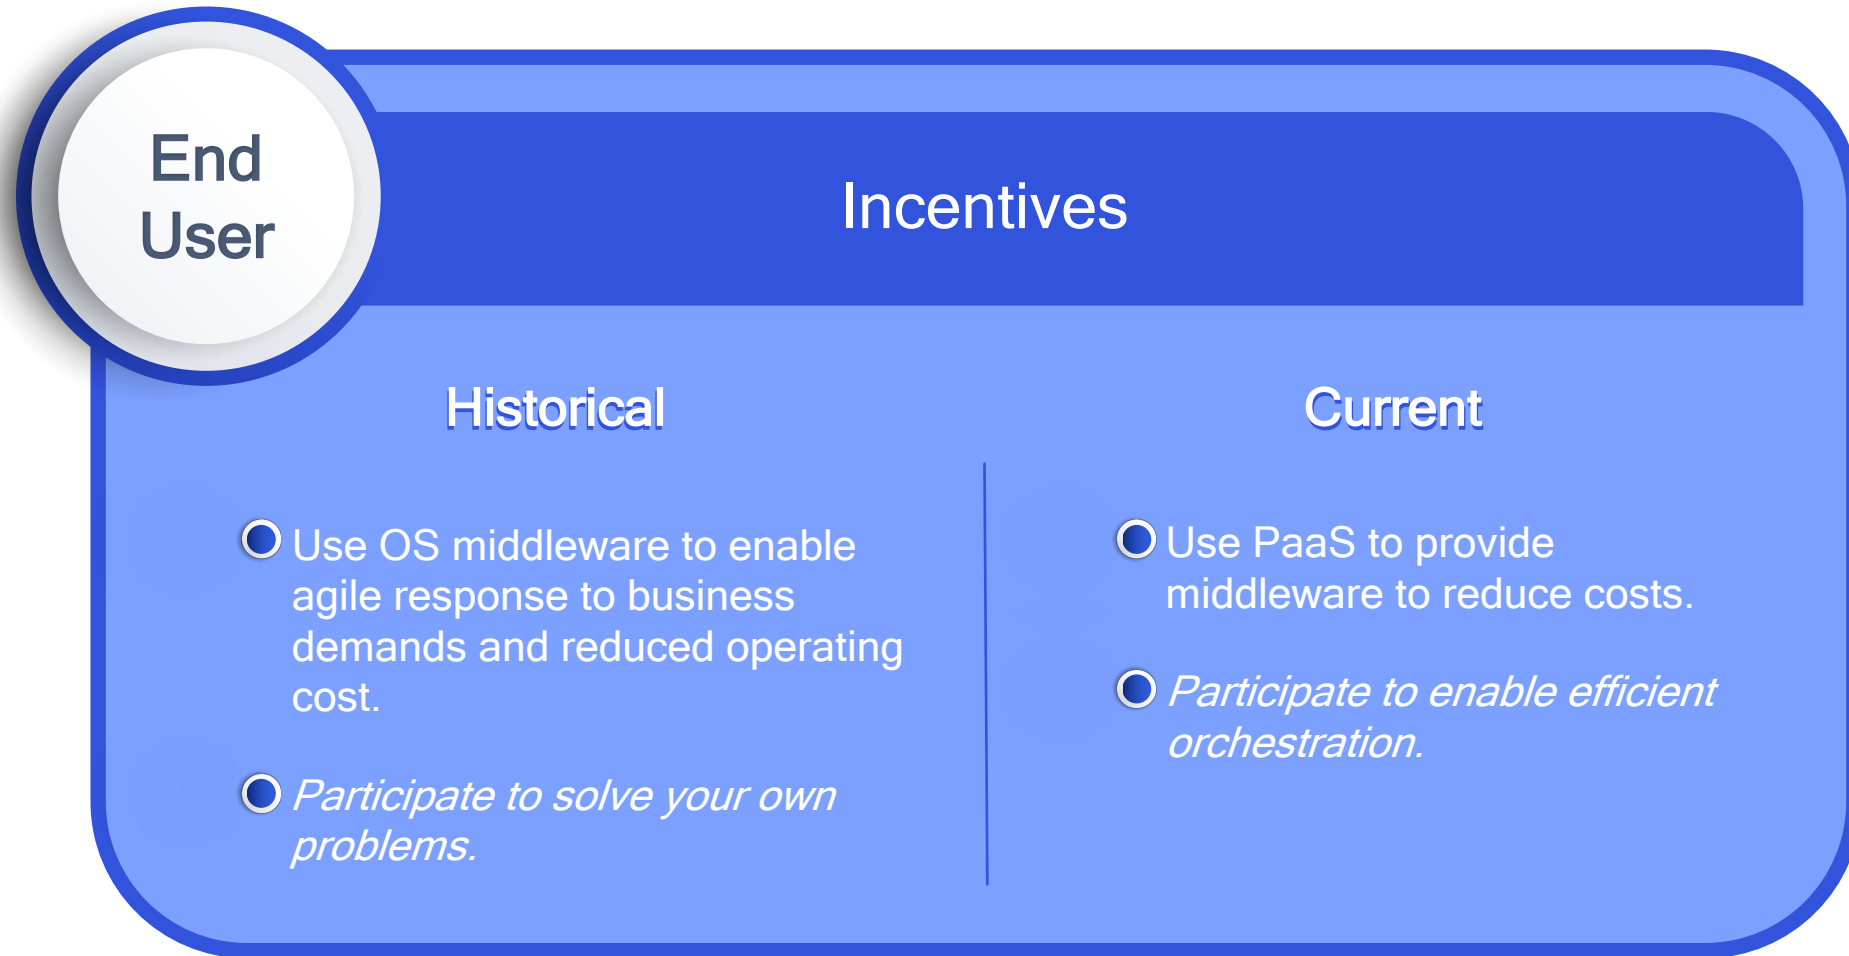 End
User
Incentives
Historical
Use OS middleware to enable
agile response to business
demands and reduced operating
cost.
Participate to solve your own
problems.
Current
Use PaaS to provide
middleware to reduce costs.
Participate to enable efficient
orchestration.